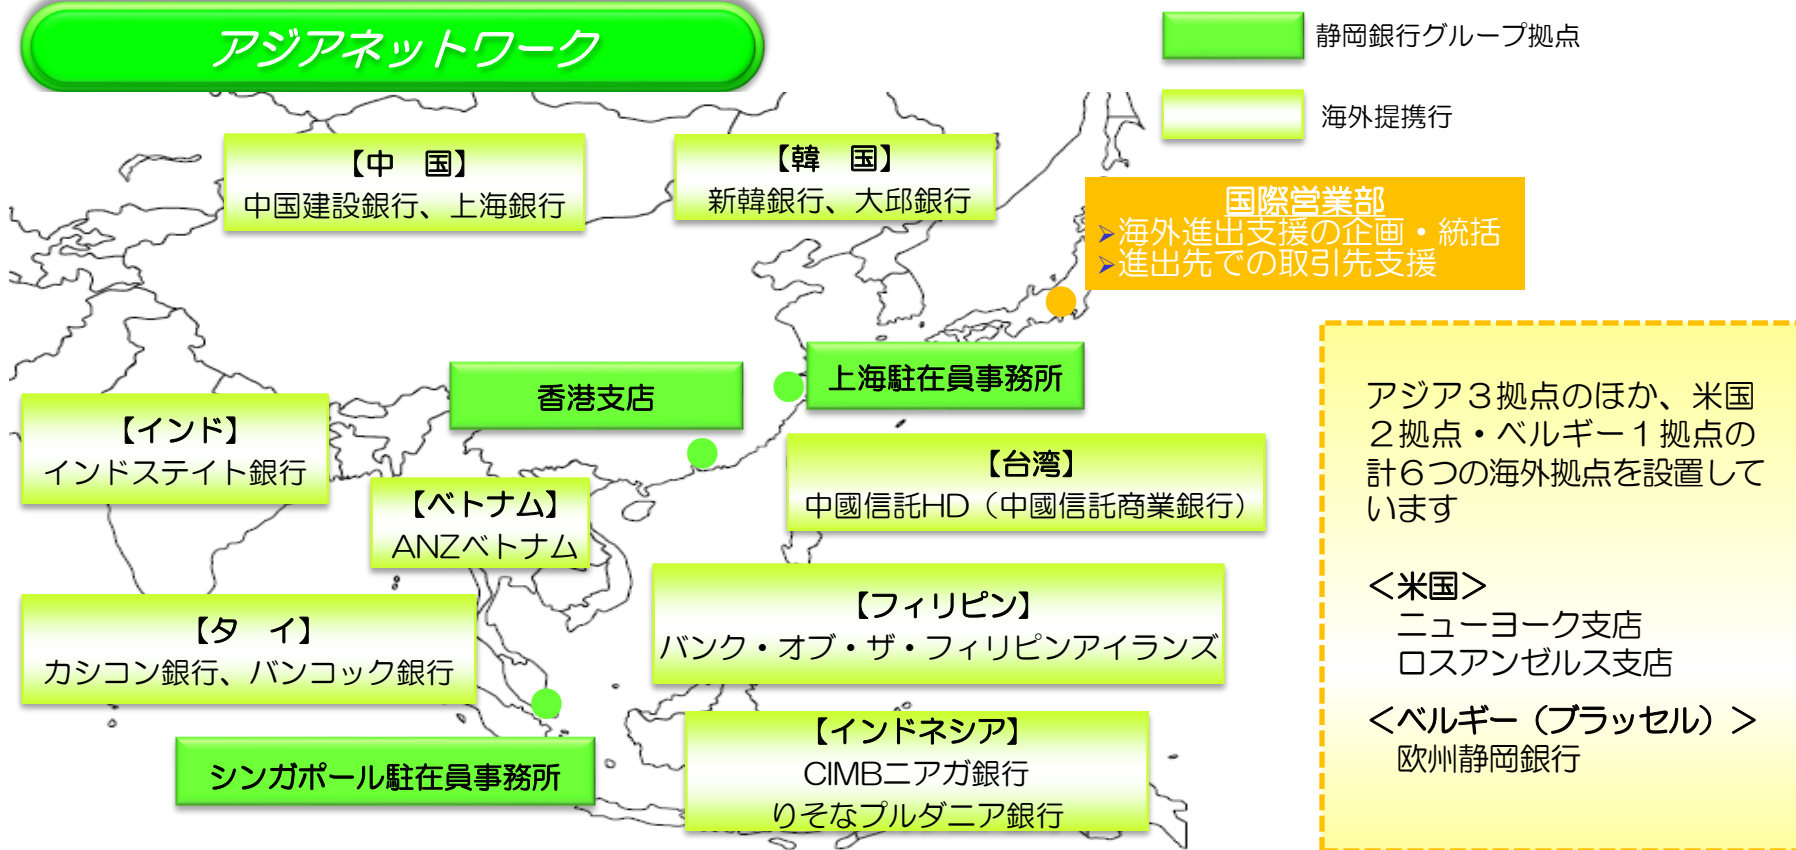 アジアネットワーク
静岡銀行グループ拠点
海外提携行
【中　国】
中国建設銀行、上海銀行
【韓　国】
新韓銀行、大邱銀行
国際営業部
➢海外進出支援の企画・統括
➢進出先での取引先支援
香港支店
上海駐在員事務所
【インド】
インドステイト銀行
【ベトナム】
ANZベトナム
【台湾】
中國信託HD（中國信託商業銀行）
【タ　イ】
カシコン銀行、バンコック銀行
【フィリピン】
バンク・オブ・ザ・フィリピンアイランズ
シンガポール駐在員事務所
【インドネシア】
CIMBニアガ銀行
りそなプルダニア銀行
アジア３拠点のほか、米国
２拠点・ベルギー１拠点の
計６つの海外拠点を設置して
います
＜米国＞
ニューヨーク支店
ロスアンゼルス支店
＜ベルギー（ブラッセル）＞
欧州静岡銀行